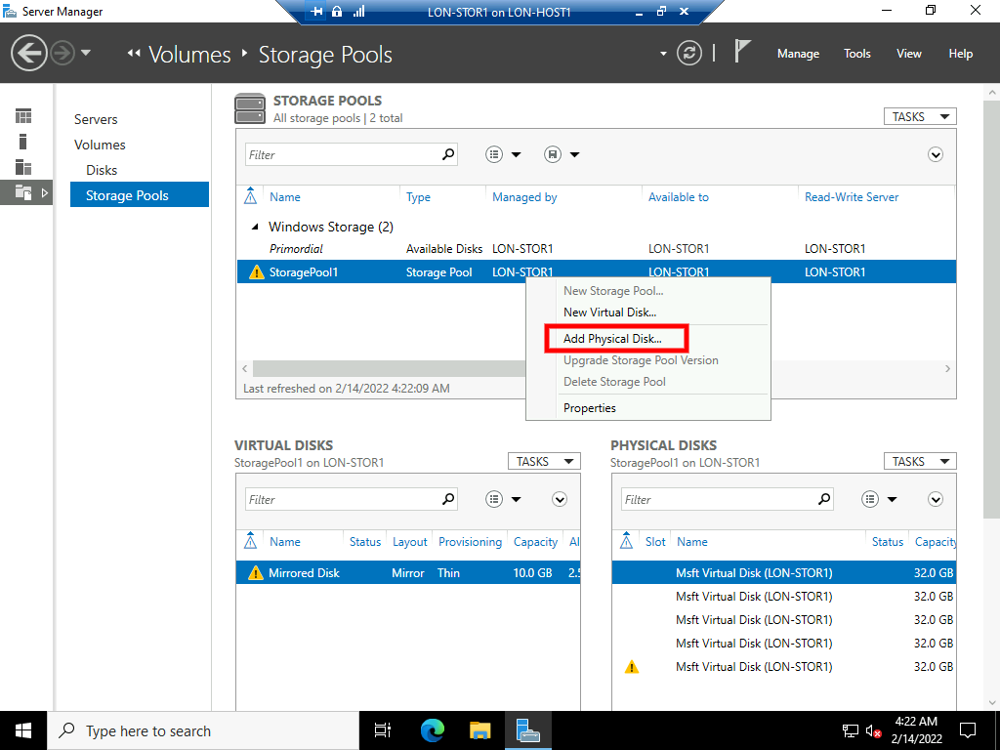 Server Manager
LON-STOR1 on LON-HOST1
Volumes
Storage Pools
Manage
Tools
View
Help
Servers
Volumes
Disks
Storage Pools
STORAGE POOLS
All storage pools | 2 total
TASKS
Filter
Name Type Managed by Available to Read-Write Server
Windows Storage (2)
Primordial Available Disks LON-STOR1 LON-STOR1 LON-STOR1
StoragePool1 Storage Pool LON-STOR1 LON-STOR1 LON-STOR1
New Storage Pool...
New Virtual Disk...
Add Physical Disk...
Upgrade Storage Pool Version
Delete Storage Pool
Properties
Last refreshed on 2/14/2022 4:22:09 AM
VIRTUAL DISKS
StoragePool1 on LON-STOR1
TASKS
Filter
Name Status Layout Provisioning Capacity Al
Mirrored Disk Mirror Thin 10.0 GB 2.5
PHYSICAL DISKS
StoragePool1 on LON-STOR1
TASKS
Filter
Slot Name Status Capacity
Msft Virtual Disk (LON-STOR1) 32.0 GB
Msft Virtual Disk (LON-STOR1) 32.0 GB
Msft Virtual Disk (LON-STOR1) 32.0 GB
Msft Virtual Disk (LON-STOR1) 32.0 GB
Msft Virtual Disk (LON-STOR1) 32.0 GB
Type here to search
4:22 AM
2/14/2022